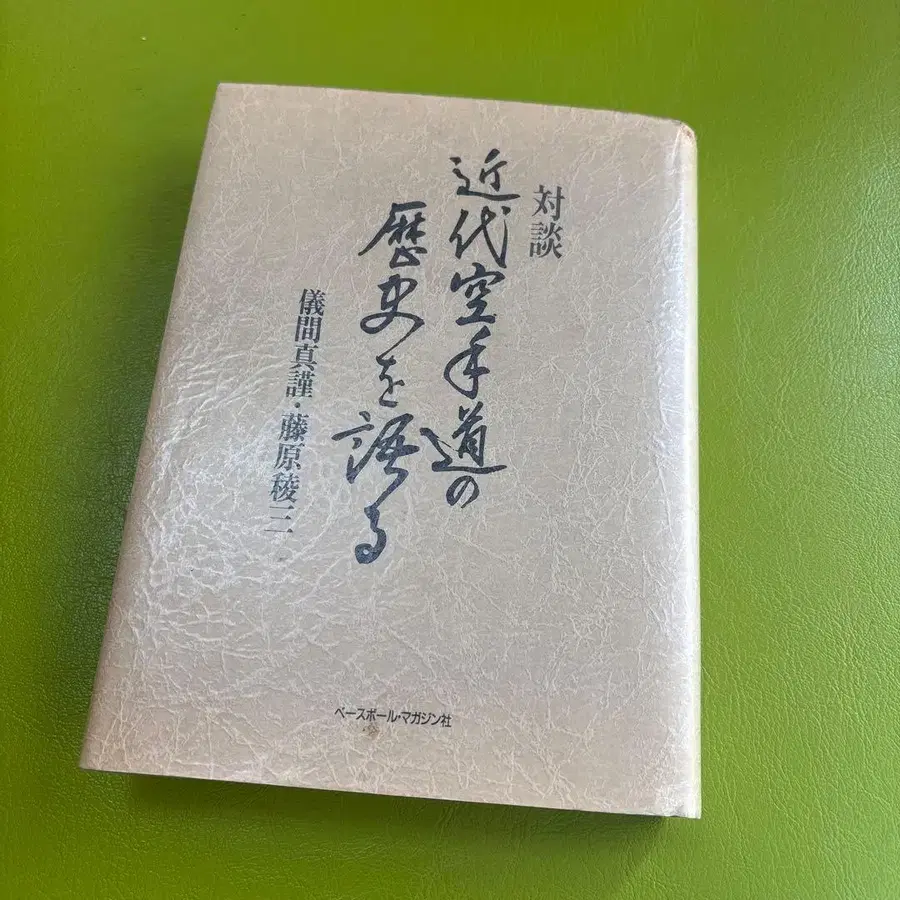 対談
近代空手道の
歴史を語る
儀間真謹・藤原稜三
ベースボール・マガジン社